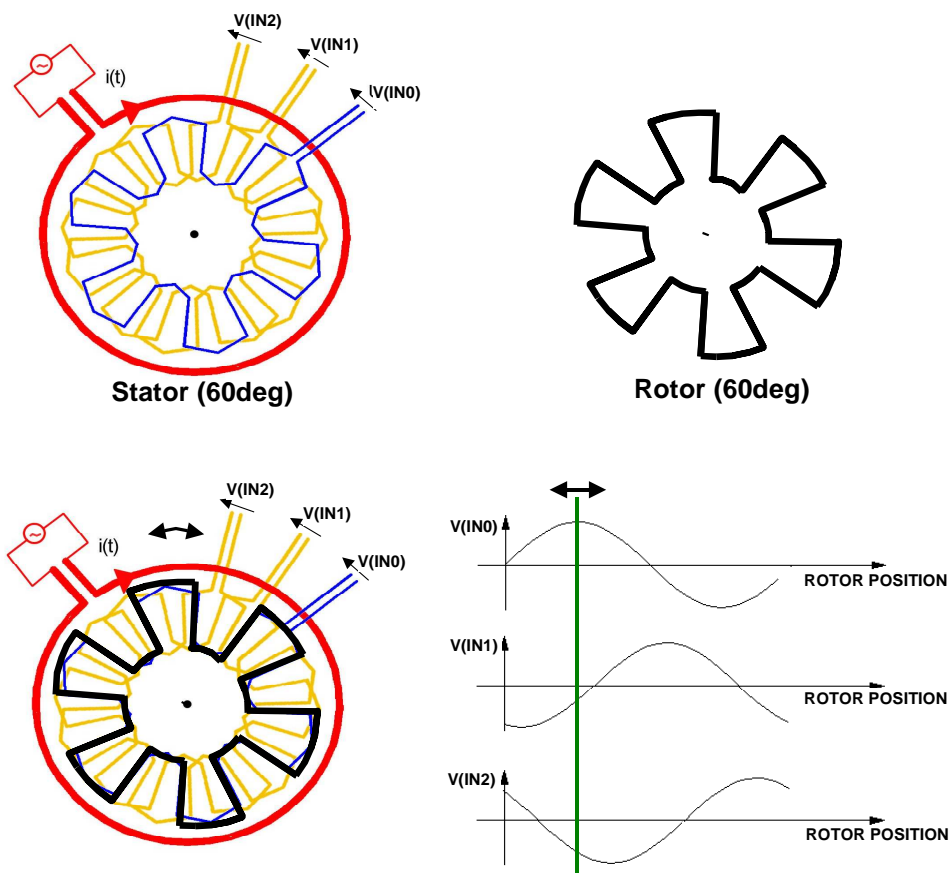 V(IN2)
V(IN1)
V(IN0)
i(t)
Stator (60deg)
Rotor (60deg)
V(IN2)
V(IN1)
V(IN0)
i(t)
V(IN0)
ROTOR POSITION
V(IN1)
ROTOR POSITION
V(IN2)
ROTOR POSITION